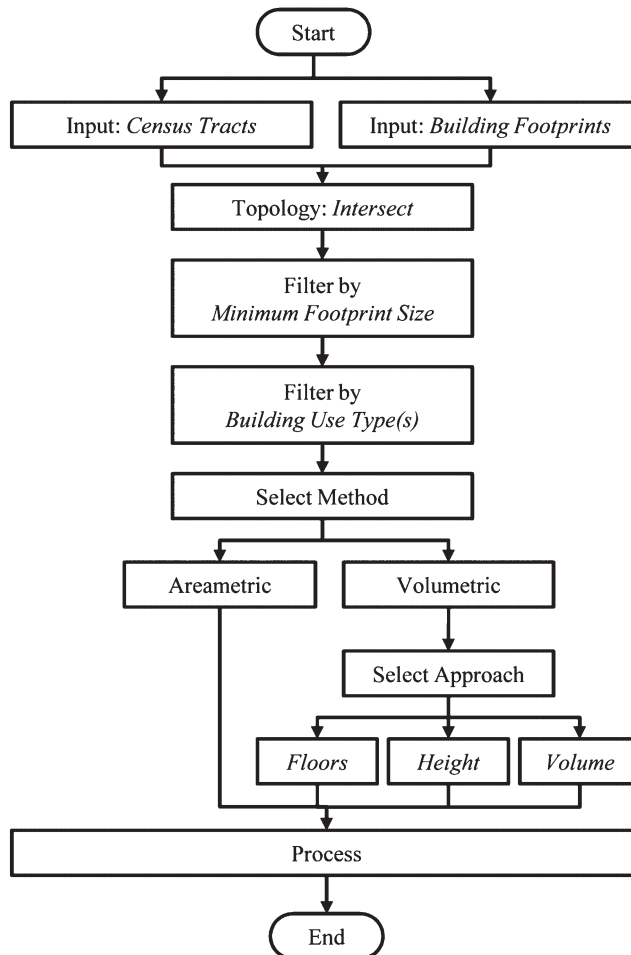 Start
Input: Census Tracts
Input: Building Footprints
Topology: Intersect
Filter by
Minimum Footprint Size
Filter by
Building Use Type(s)
Select Method
Areametric
Volumetric
Select Approach
Floors
Height
Volume
Process
End